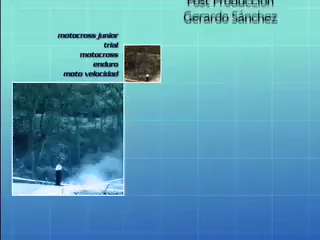 Post Producción
Gerardo Sánchez
motocross junior
trial
motocross
enduro
moto velocidad